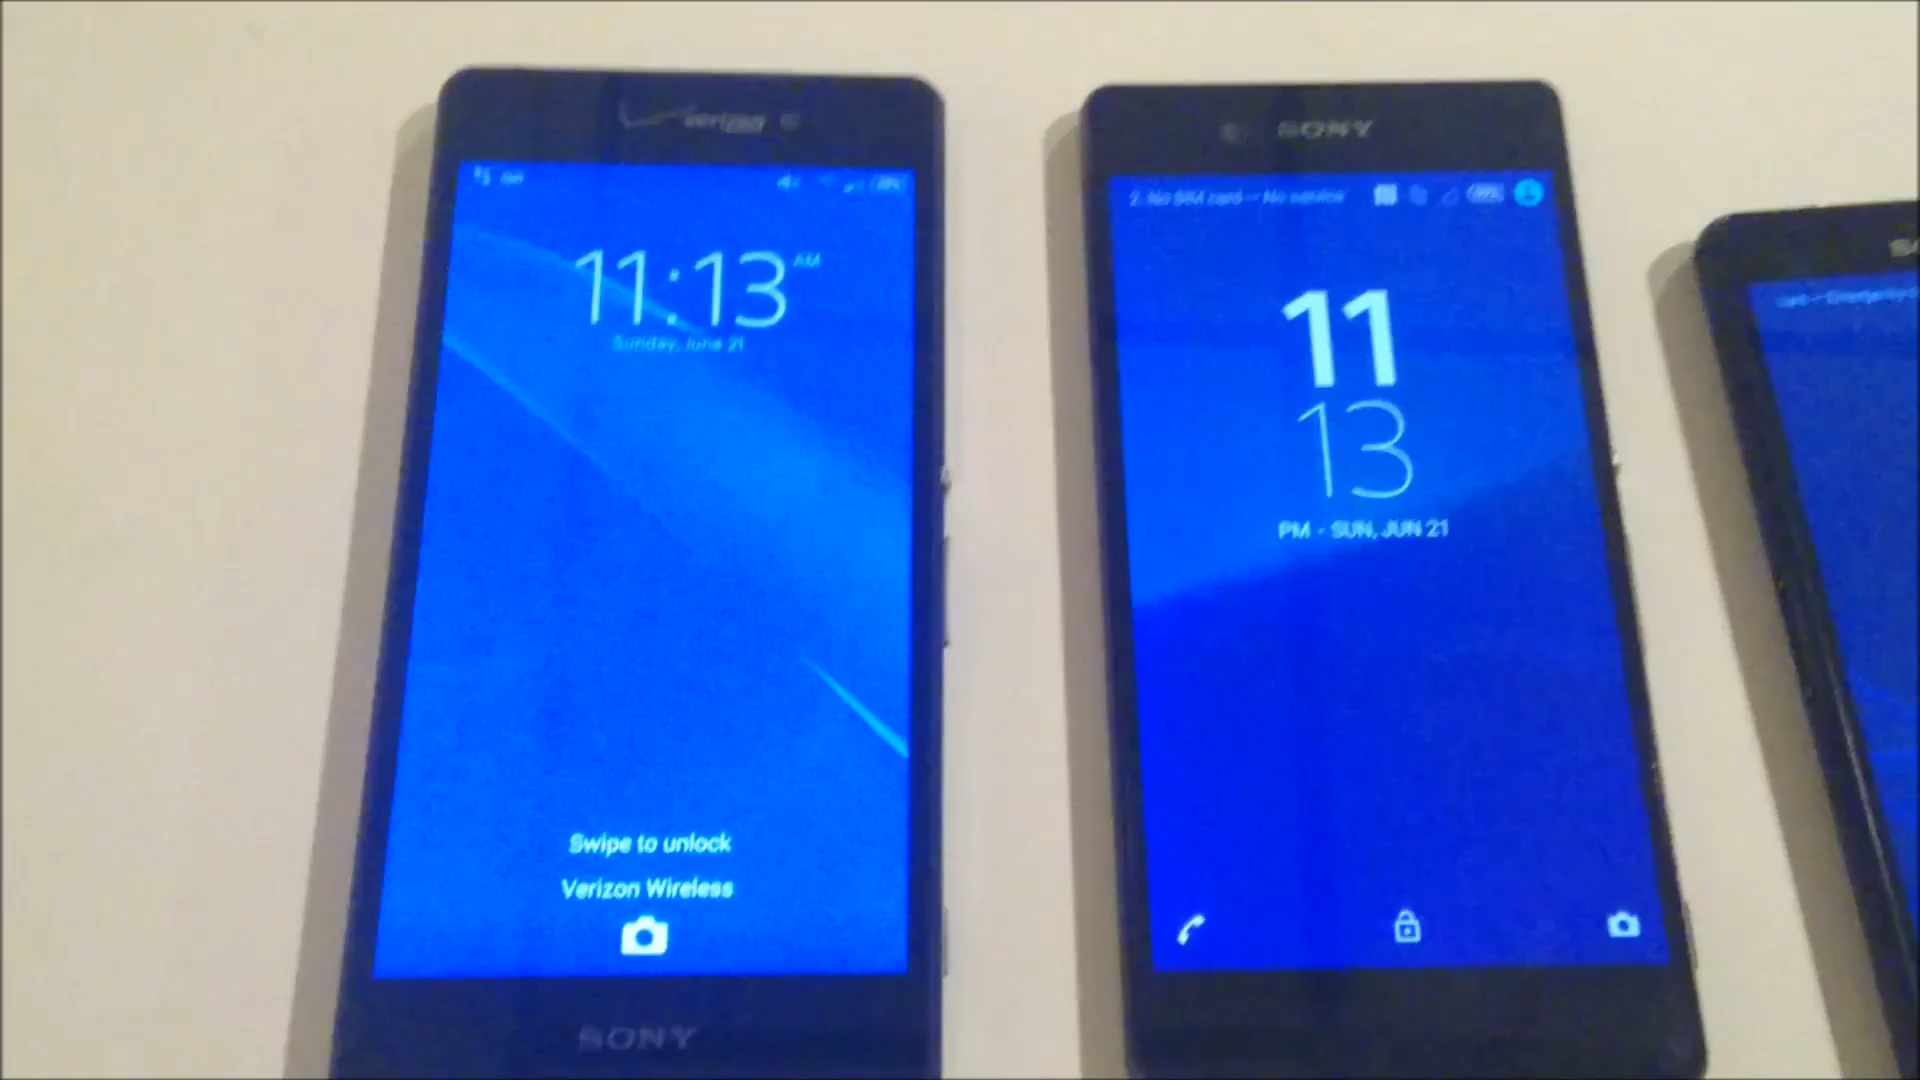 verizon
11:13 AM
Sunday, June 21
Swipe to unlock
Verizon Wireless
SONY
SONY
2. No SIM card — No service
11
13
PM - SUN, JUN 21